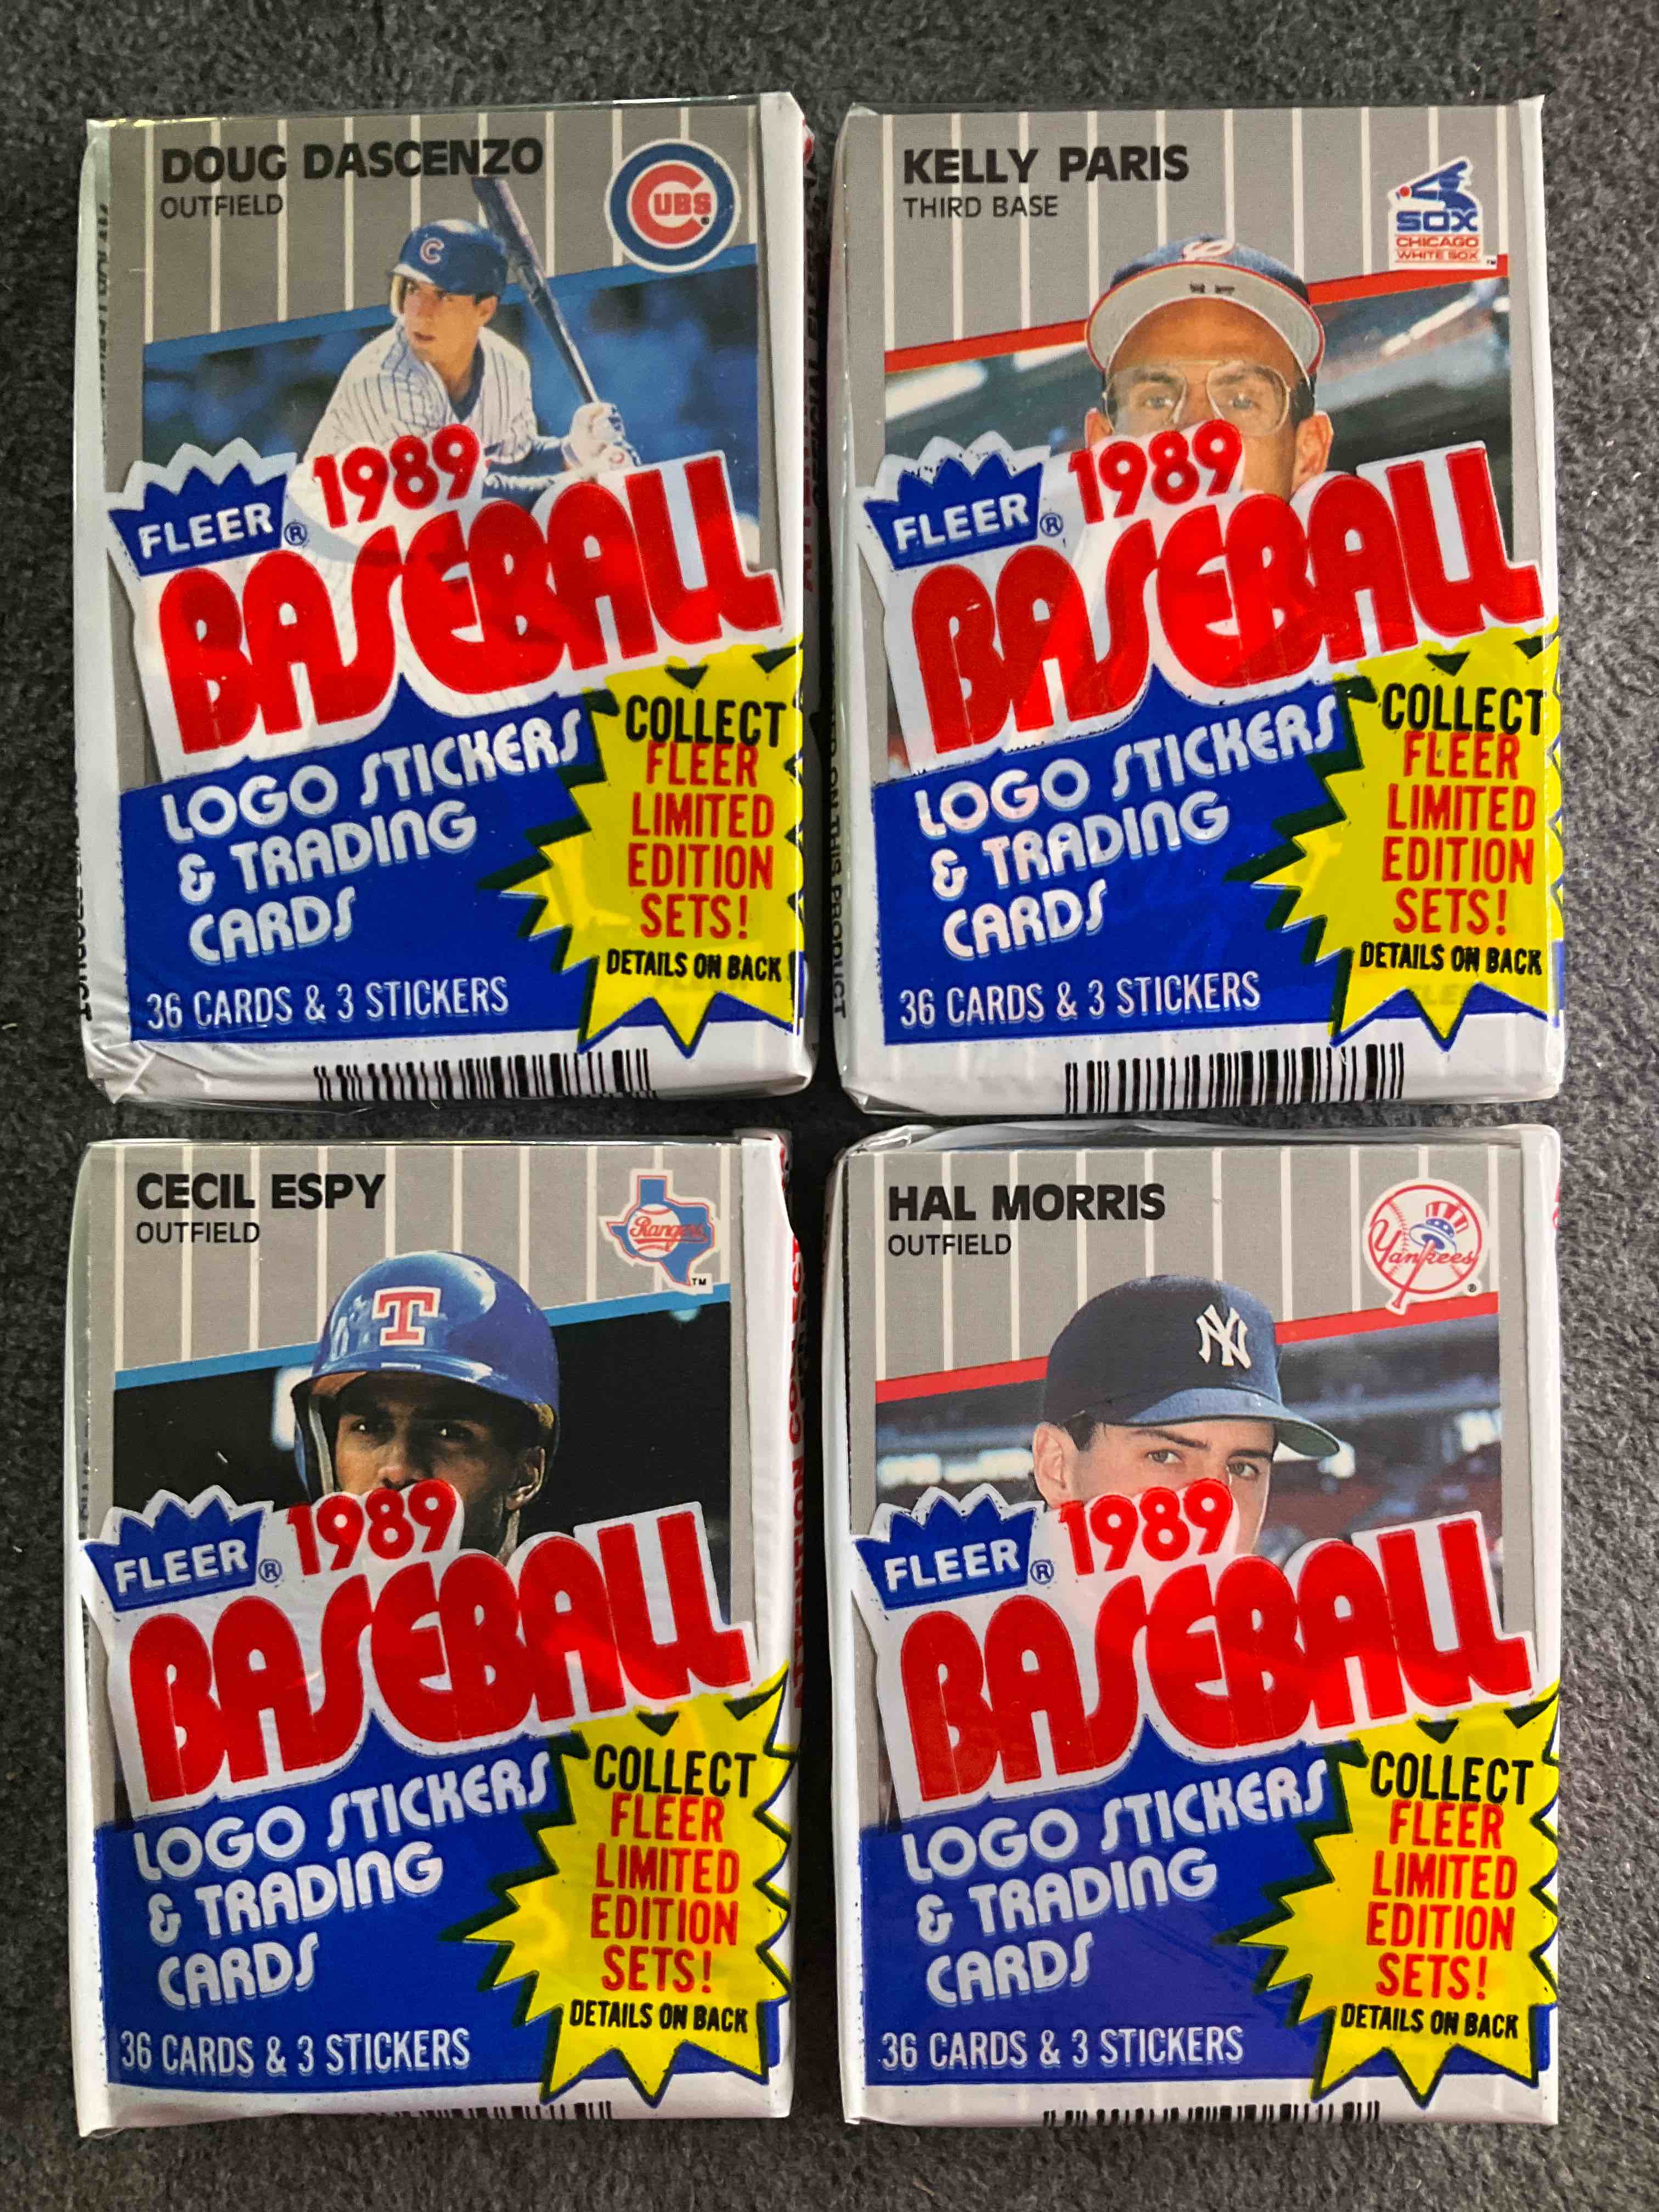 DOUG DASCENZO
OUTFIELD
CUBS
C
FLEER ®
1989
BASEBALL
LOGO STICKERS
& TRADING
CARDS
36 CARDS & 3 STICKERS
COLLECT
FLEER
LIMITED
EDITION
SETS!
DETAILS ON BACK
KELLY PARIS
THIRD BASE
SOX
CHICAGO
WHITE SOX
TM
FLEER ®
1989
BASEBALL
LOGO STICKERS
& TRADING
CARDS
36 CARDS & 3 STICKERS
COLLECT
FLEER
LIMITED
EDITION
SETS!
DETAILS ON BACK
CECIL ESPY
OUTFIELD
Rangers
TM
T
FLEER ®
1989
BASEBALL
LOGO STICKERS
& TRADING
CARDS
36 CARDS & 3 STICKERS
COLLECT
FLEER
LIMITED
EDITION
SETS!
DETAILS ON BACK
HAL MORRIS
OUTFIELD
Yankees
®
NY
FLEER ®
1989
BASEBALL
LOGO STICKERS
& TRADING
CARDS
36 CARDS & 3 STICKERS
COLLECT
FLEER
LIMITED
EDITION
SETS!
DETAILS ON BACK